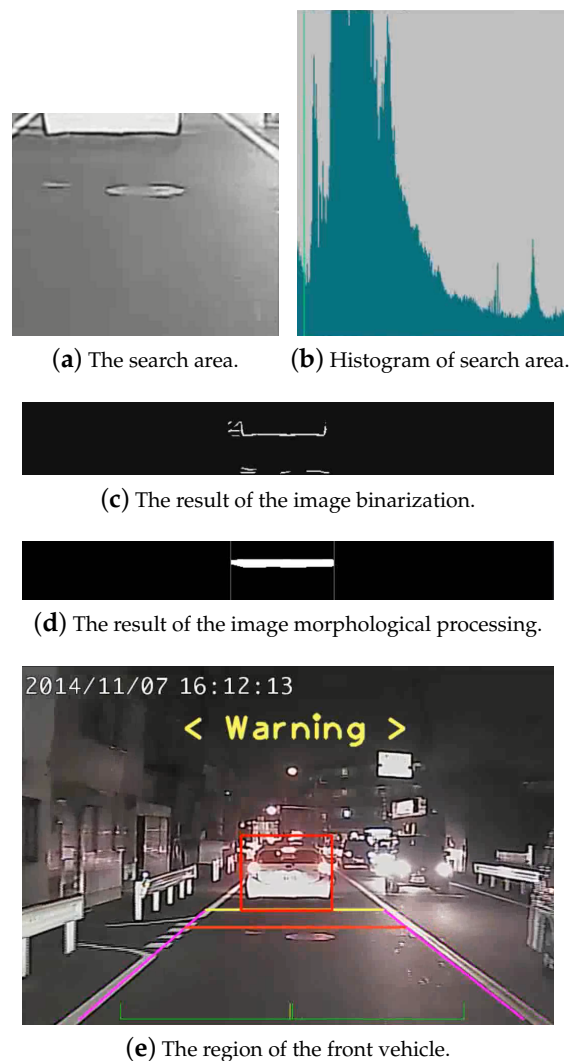 (a) The search area.
(b) Histogram of search area.
(c) The result of the image binarization.
(d) The result of the image morphological processing.
2014/11/07 16:12:13
< Warning >
(e) The region of the front vehicle.